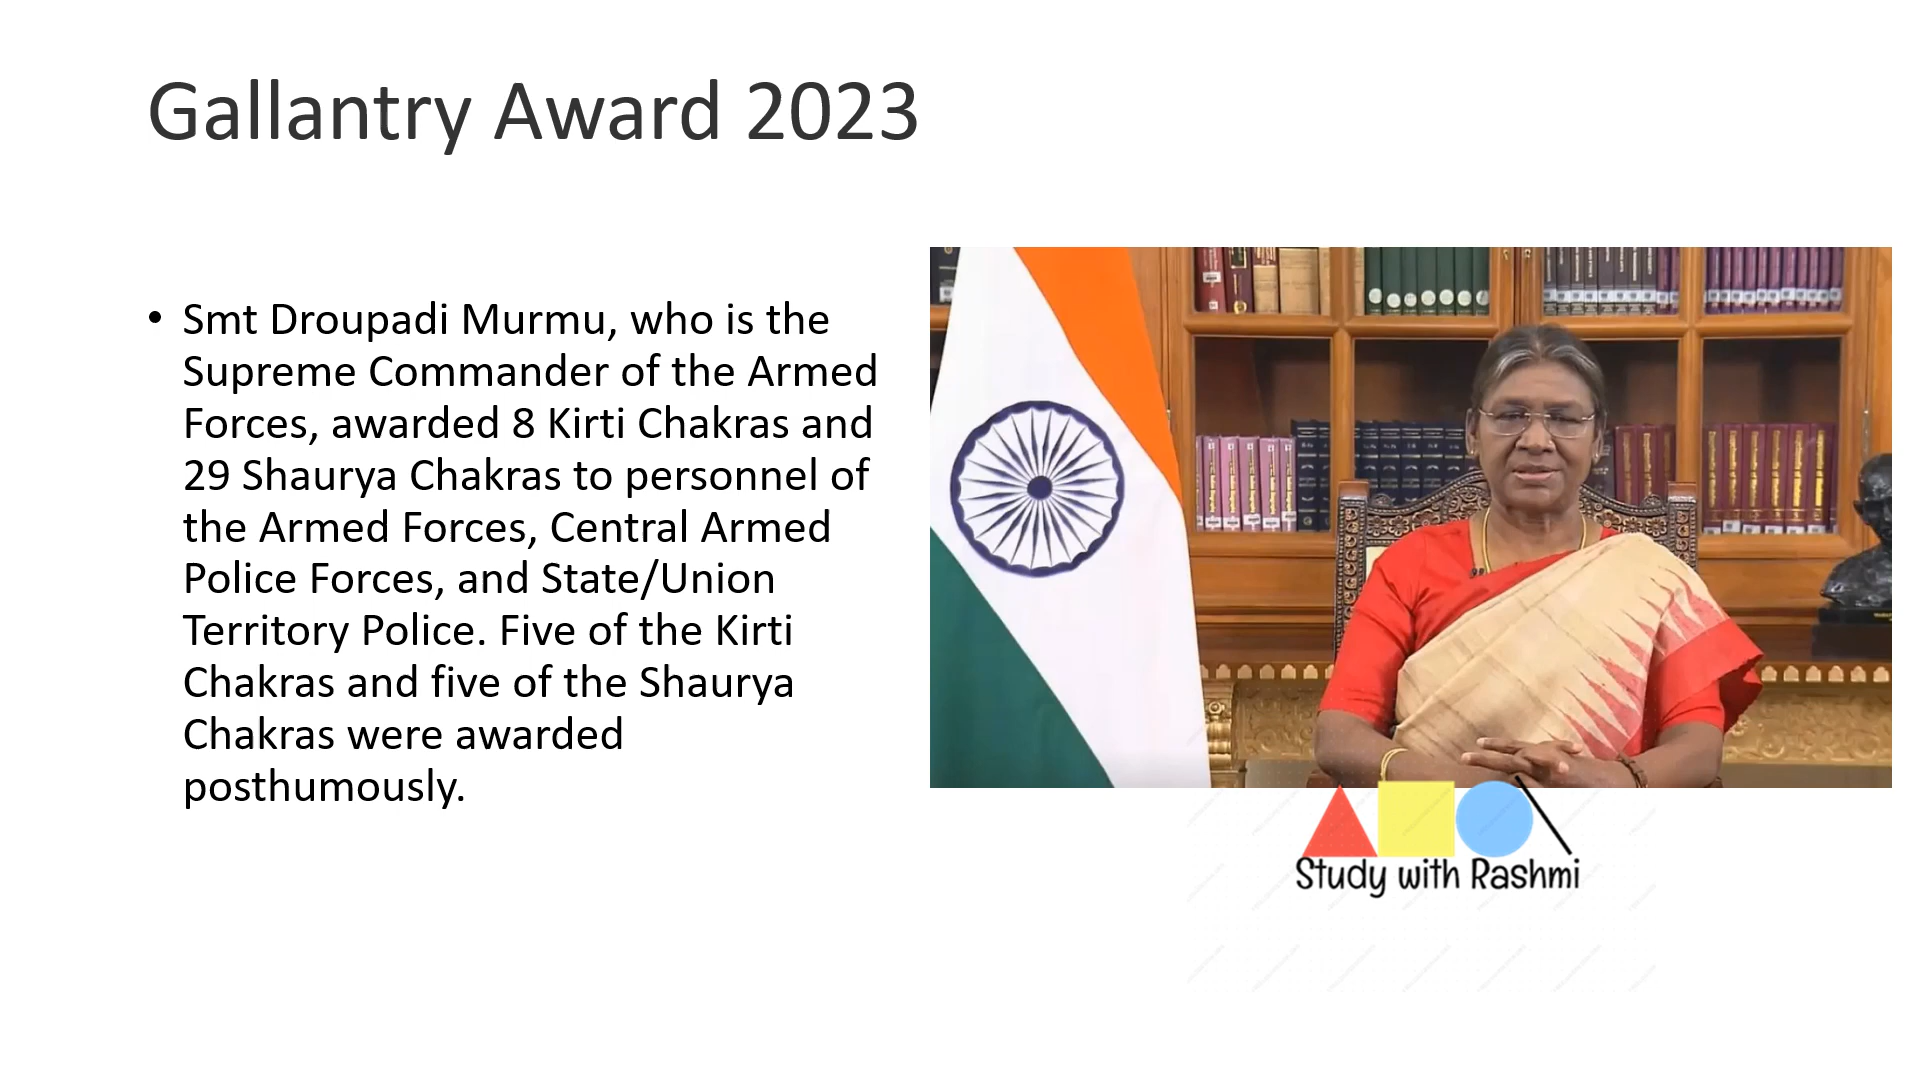 Gallantry Award 2023
• Smt Droupadi Murmu, who is the
Supreme Commander of the Armed
Forces, awarded 8 Kirti Chakras and
29 Shaurya Chakras to personnel of
the Armed Forces, Central Armed
Police Forces, and State/Union
Territory Police. Five of the Kirti
Chakras and five of the Shaurya
Chakras were awarded
posthumously.
Study with Rashmi